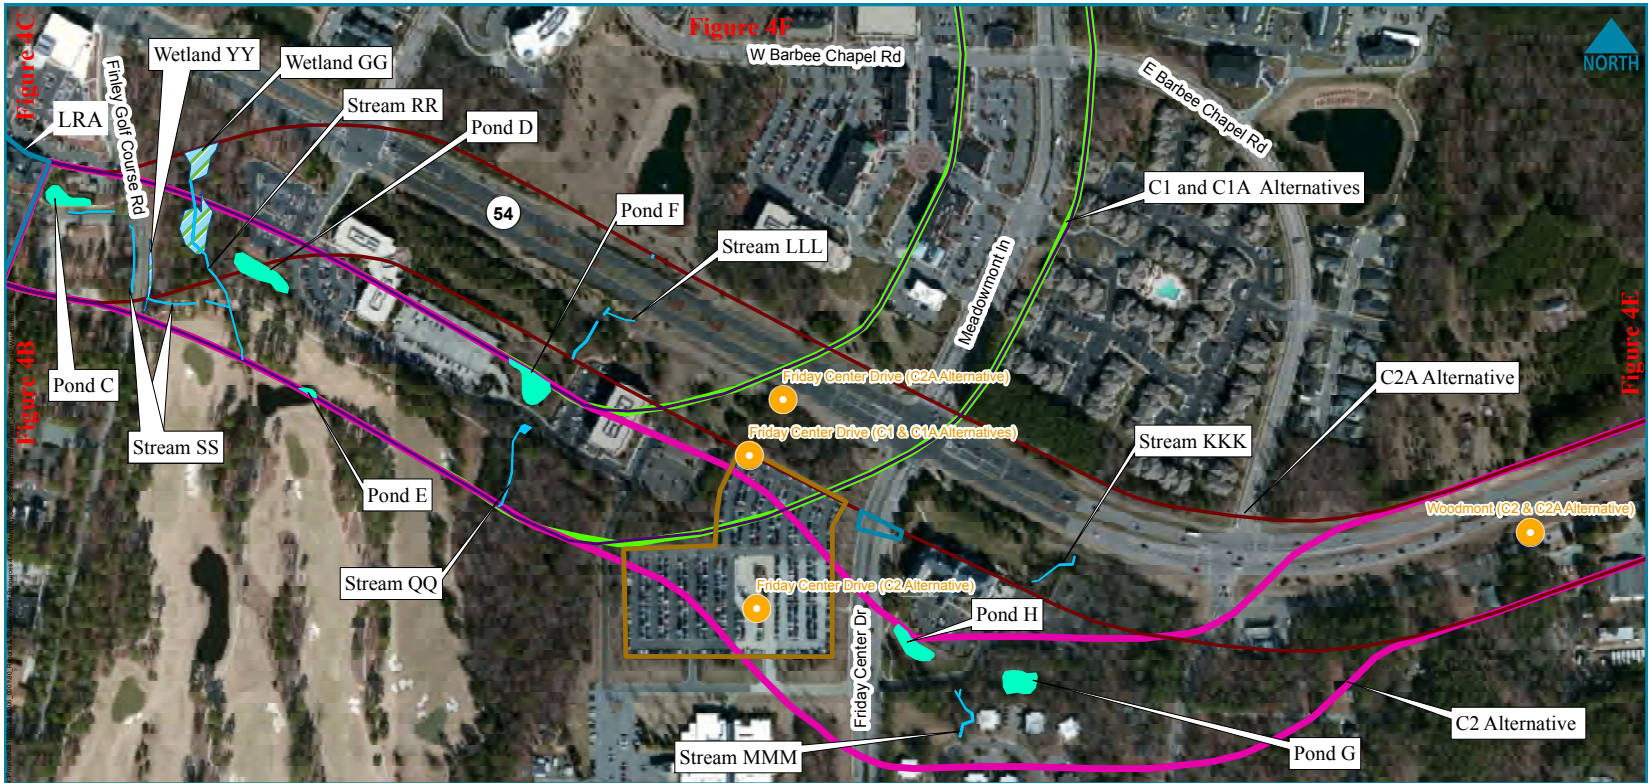 Figure 4C
Figure 4F
NORTH
Wetland YY
Wetland GG
W Barbee Chapel Rd
E Barbee Chapel Rd
Finley Golf Course Rd
LRA
Stream RR
Pond D
C1 and C1A Alternatives
54
Pond F
Stream LLL
Meadowmont ln
Figure 4E
Figure 4B
Pond C
Friday Center Drive (C2A Alternative)
C2A Alternative
Stream SS
Friday Center Drive (C1 & C1A Alternatives)
Stream KKK
Pond E
Woodmont (C2 & C2A Alternative)
Stream QQ
Friday Center Drive (C2 Alternative)
Pond H
Friday Center Dr
C2 Alternative
Stream MMM
Pond G